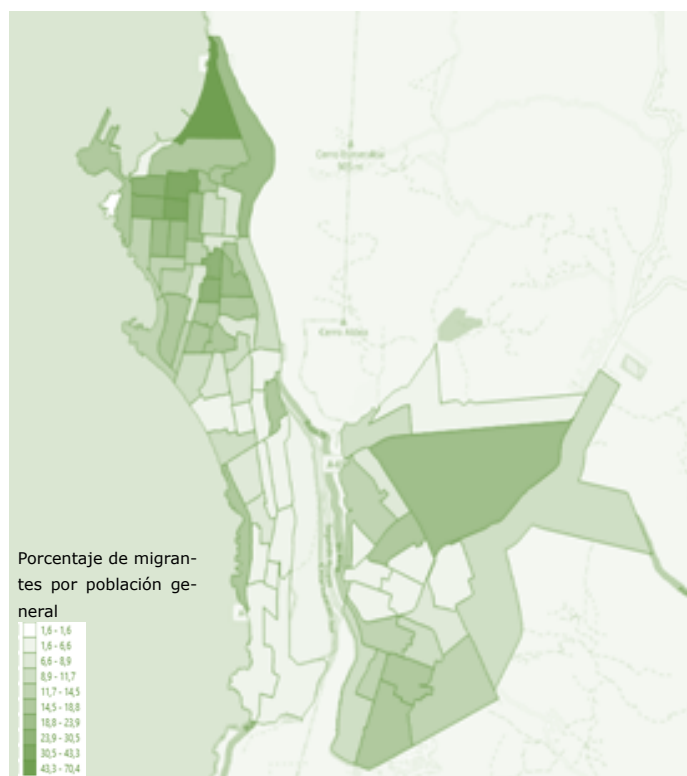 Cerro Huantajaya
Porcentaje de migran-
tes por población ge-
neral
1,6 - 1,6
1,6 - 6,6
6,6 - 8,9
8,9 - 11,7
11,7 - 14,5
14,5 - 18,8
18,8 - 23,9
23,9 - 30,5
30,5 - 43,3
43,3 - 70,4